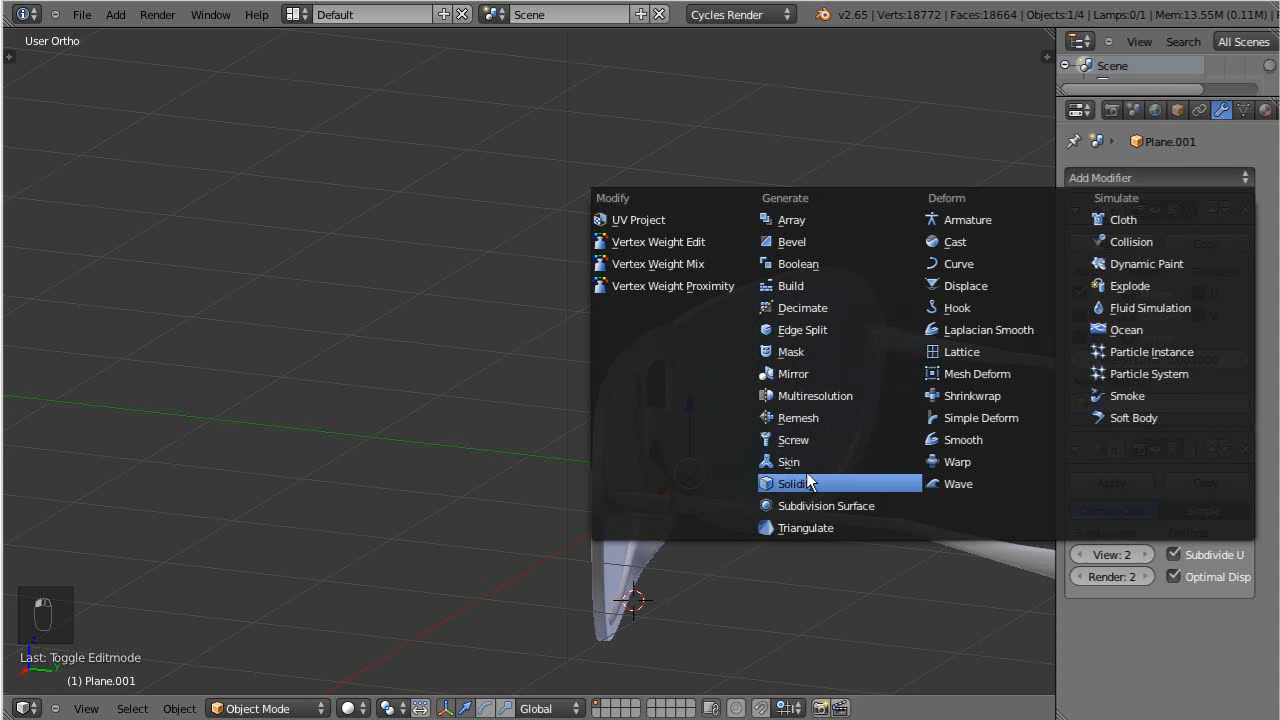 File Add Render Window Help Default Scene Cycles Render v2.65 | Verts:18772 | Faces:18664 | Objects:1/4 | Lamps:0/1 | Mem:13.55M (0.11M) | Pl
User Ortho
View Search All Scenes
Scene
Plane.001
Add Modifier
Modify Generate Deform Simulate
UV Project Array Armature Cloth
Vertex Weight Edit Bevel Cast Collision
Vertex Weight Mix Boolean Curve Dynamic Paint
Vertex Weight Proximity Build Displace Explode
Decimate Hook Fluid Simulation
Edge Split Laplacian Smooth Ocean
Mask Lattice Particle Instance
Mirror Mesh Deform Particle System
Multiresolution Shrinkwrap Smoke
Remesh Simple Deform Soft Body
Screw Smooth
Skin Warp
Solidi Wave
Apply Copy
Subdivision Surface
Simple
Triangulate
View: 2 Subdivide U
Render: 2 Optimal Disp
z
y
Last: Toggle Editmode
(1) Plane.001
View Select Object Object Mode Global